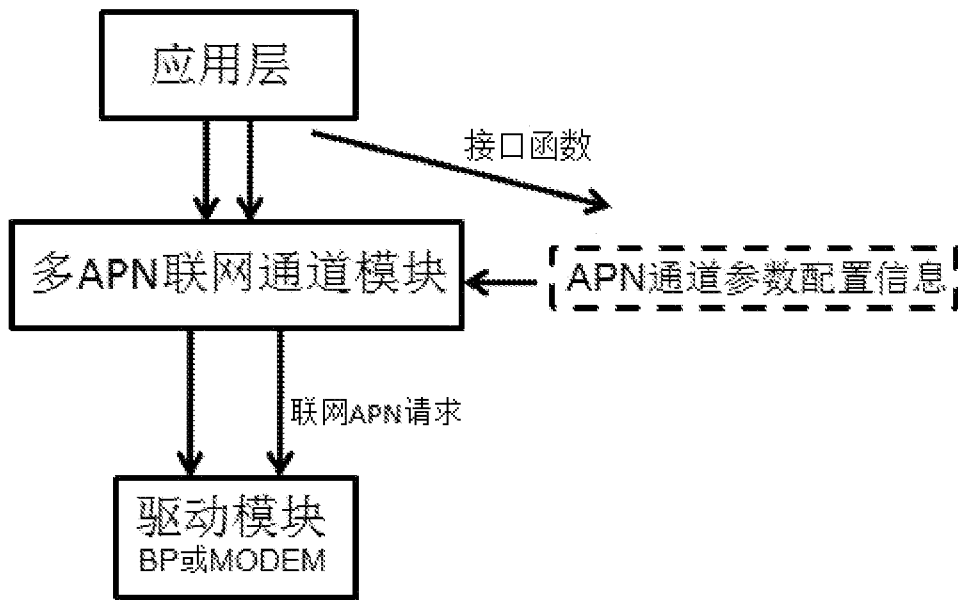 应用层
接口函数
多APN联网通道模块
APN通道参数配置信息
联网APN请求
驱动模块
BP或MODEM